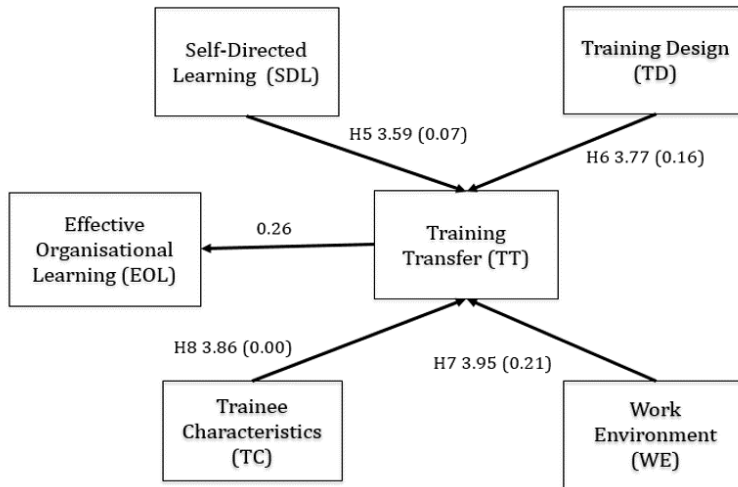 Self-Directed
Learning (SDL)
Training Design
(TD)
H5 3.59 (0.07)
H6 3.77 (0.16)
Effective
Organisational
Learning (EOL)
0.26
Training
Transfer (TT)
H8 3.86 (0.00)
H7 3.95 (0.21)
Trainee
Characteristics
(TC)
Work
Environment
(WE)